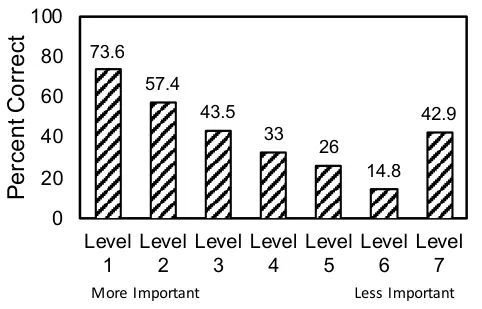 Percent Correct
100
80
60
40
20
0
73.6
57.4
43.5
33
26
14.8
42.9
Level 1
Level 2
Level 3
Level 4
Level 5
Level 6
Level 7
More Important
Less Important